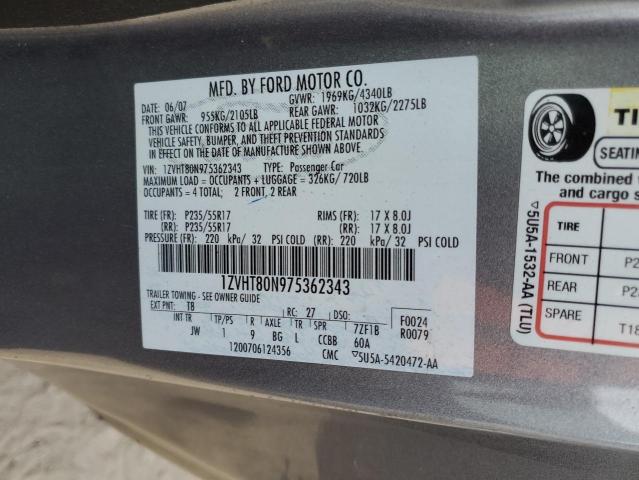 MFD. BY FORD MOTOR CO.
DATE: 06/07 GVWR: 1969KG/4340LB
FRONT GAWR: 955KG/2105LB REAR GAWR: 1032KG/2275LB
THIS VEHICLE CONFORMS TO ALL APPLICABLE FEDERAL MOTOR
VEHICLE SAFETY, BUMPER, AND THEFT PREVENTION STANDARDS
IN EFFECT ON THE DATE OF MANUFACTURE SHOWN ABOVE.
VIN: 1ZVHT80N975362343 TYPE: Passenger Car
MAXIMUM LOAD = OCCUPANTS + LUGGAGE = 326KG/720LB
OCCUPANTS = 4 TOTAL: 2 FRONT, 2 REAR
TIRE (FR): P235/55R17 RIMS (FR): 17 X 8.0J
(RR): P235/55R17 (RR): 17 X 8.0J
PRESSURE (FR): 220 kPa/ 32 PSI COLD (RR): 220 kPa/ 32 PSI COLD
1ZVHT80N975362343
TRAILER TOWING - SEE OWNER GUIDE
EXT PNT: T8 RC: 27 DSO: F0024
INT TR TP/PS R AXLE TR SPR 7ZF1B R0079
JW 1 9 BG L CCBB 60A
1200706124356 CMC ▽5U5A-5420472-AA
TI
SEATIN
The combined
and cargo s
TIRE
FRONT P2
REAR P2
SPARE T18
▽5U5A-1532-AA (TLU)